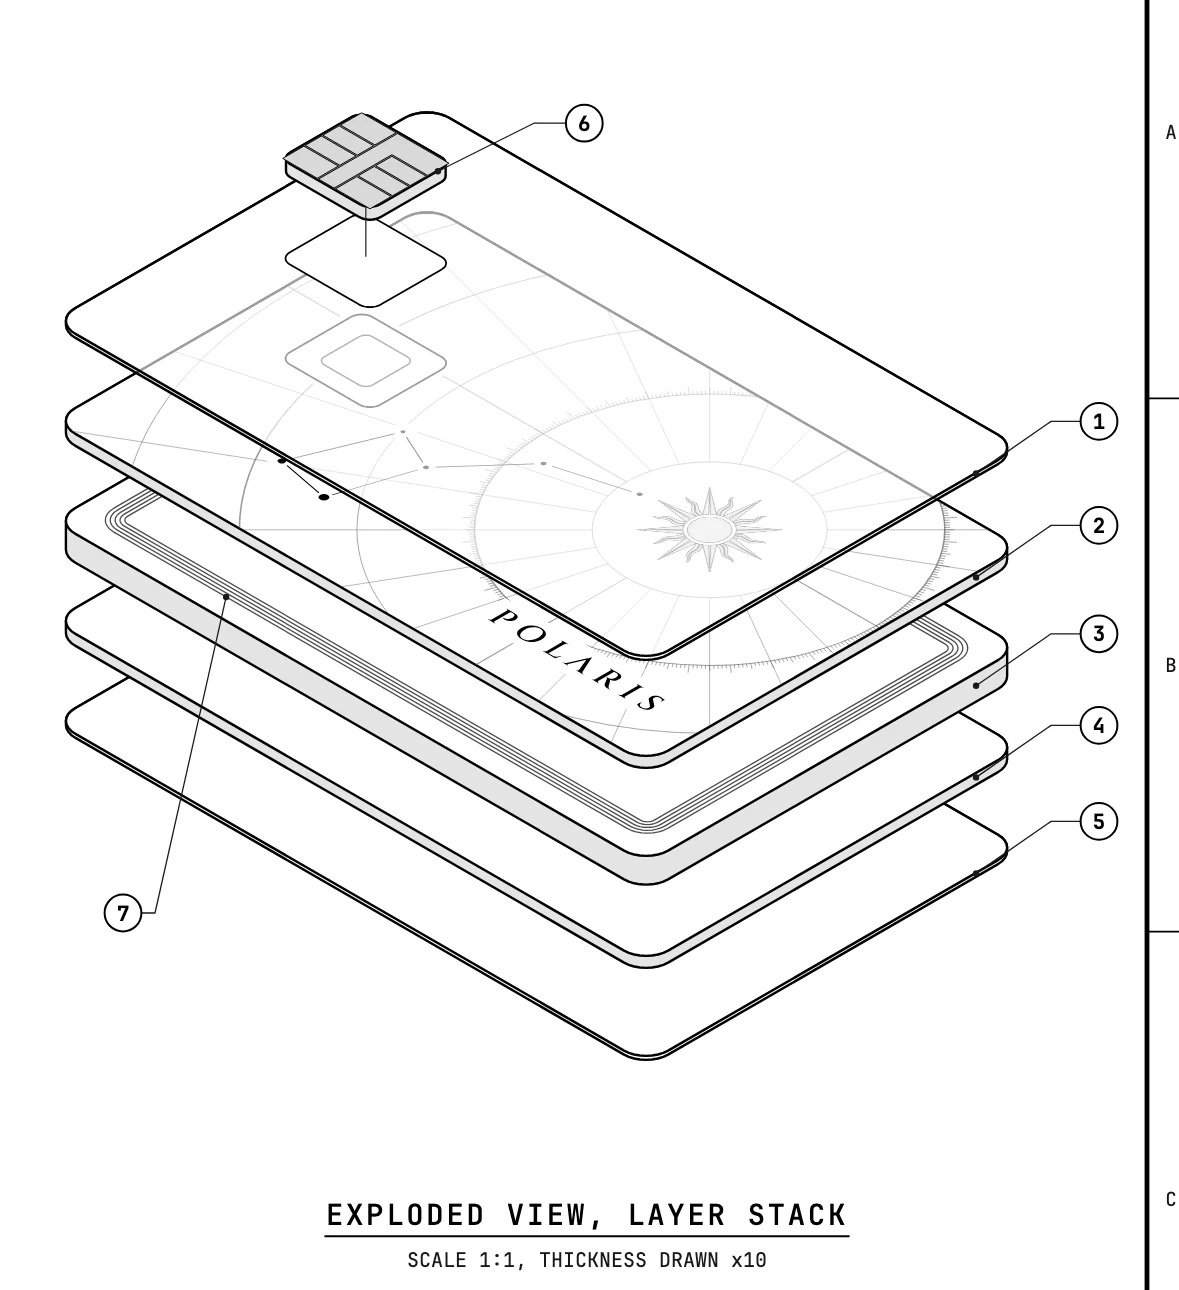 6
A
1
2
3
B
POLARIS
4
5
7
C
EXPLODED VIEW, LAYER STACK
SCALE 1:1, THICKNESS DRAWN x10